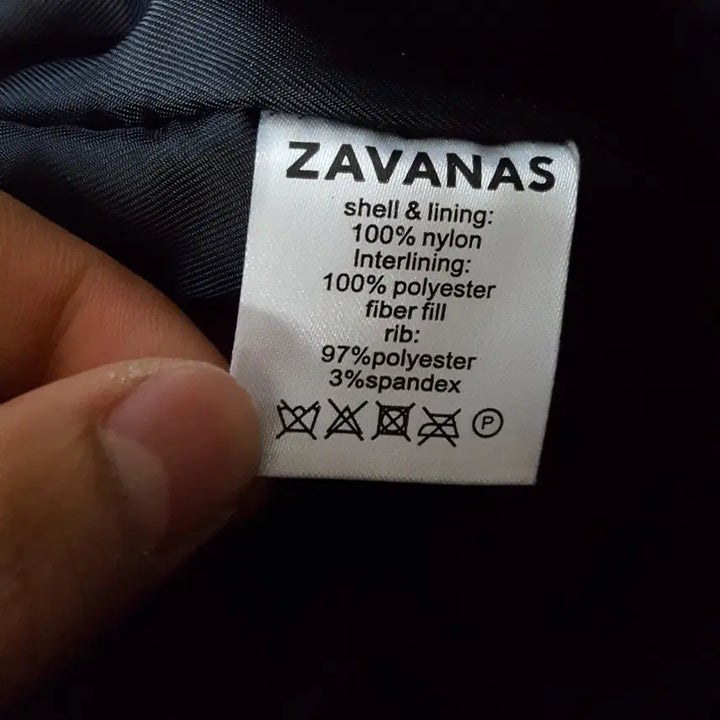 ZAVANAS
shell & lining:
100% nylon
Interlining:
100% polyester
fiber fill
rib:
97%polyester
3%spandex
P